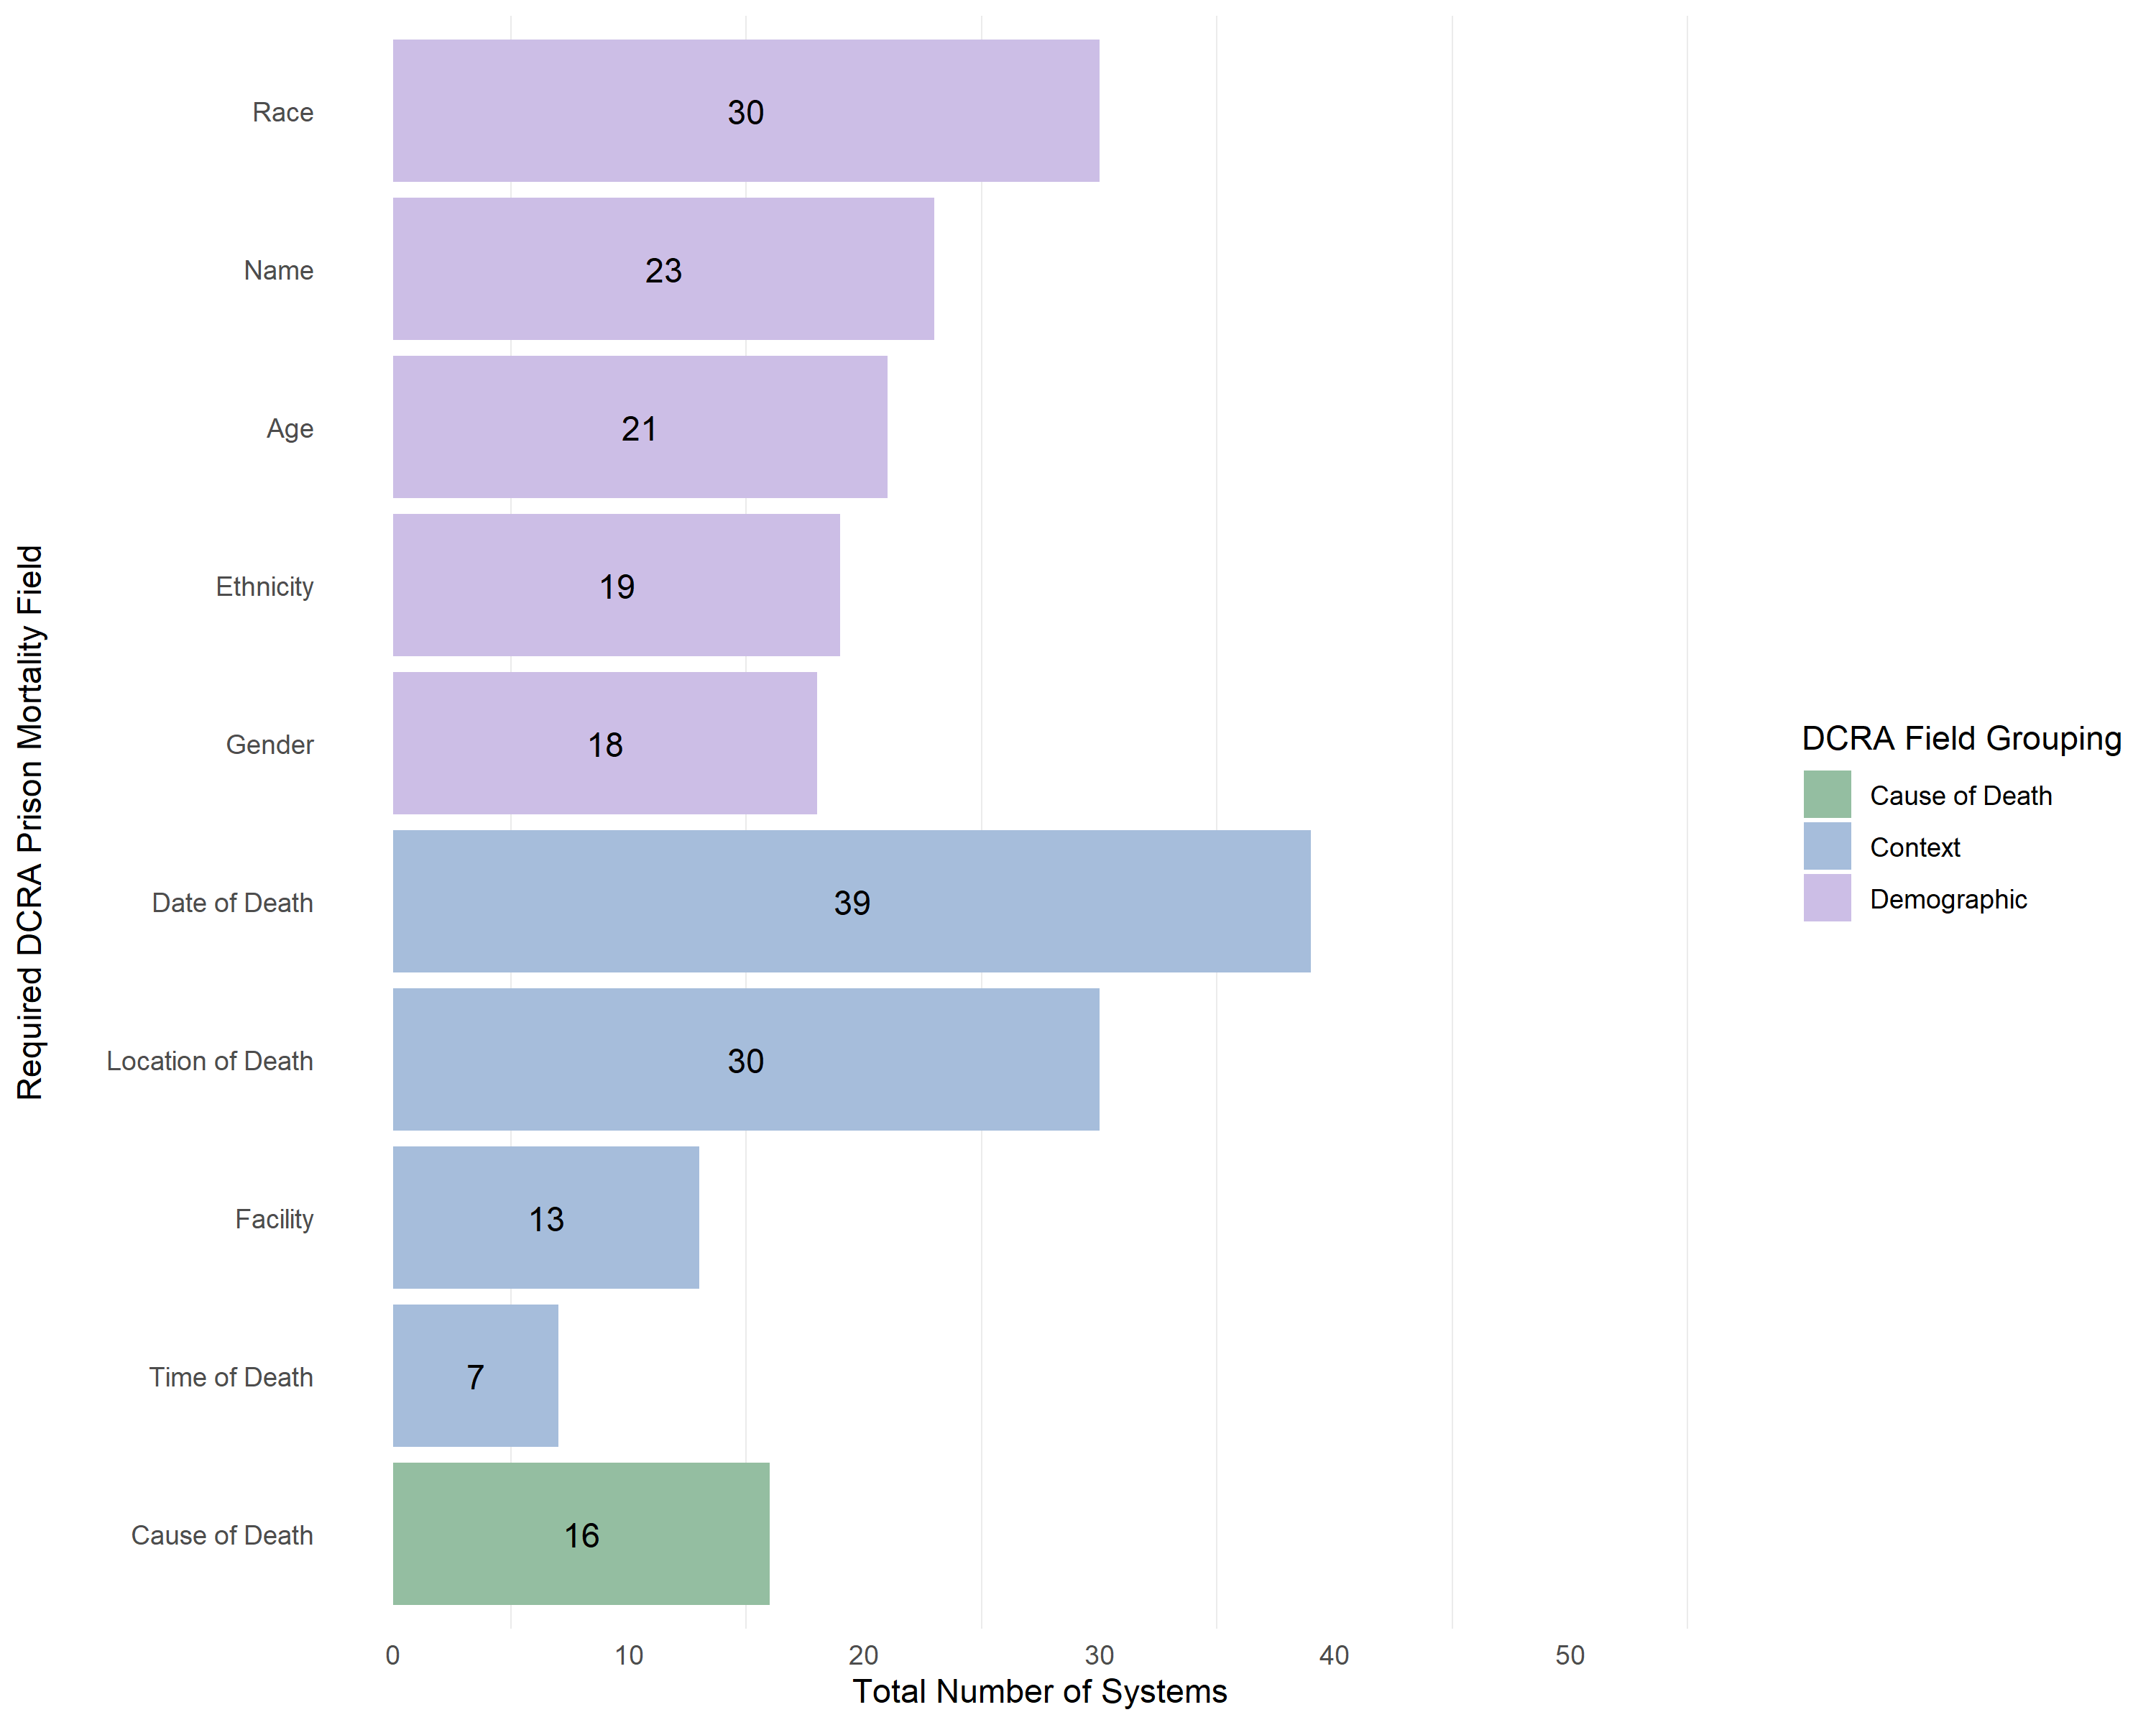 Required DCRA Prison Mortality Field
Race
30
Name
23
Age
21
Ethnicity
19
Gender
18
Date of Death
39
Location of Death
30
Facility
13
Time of Death
7
Cause of Death
16
0 10 20 30 40 50
Total Number of Systems
DCRA Field Grouping
Cause of Death
Context
Demographic